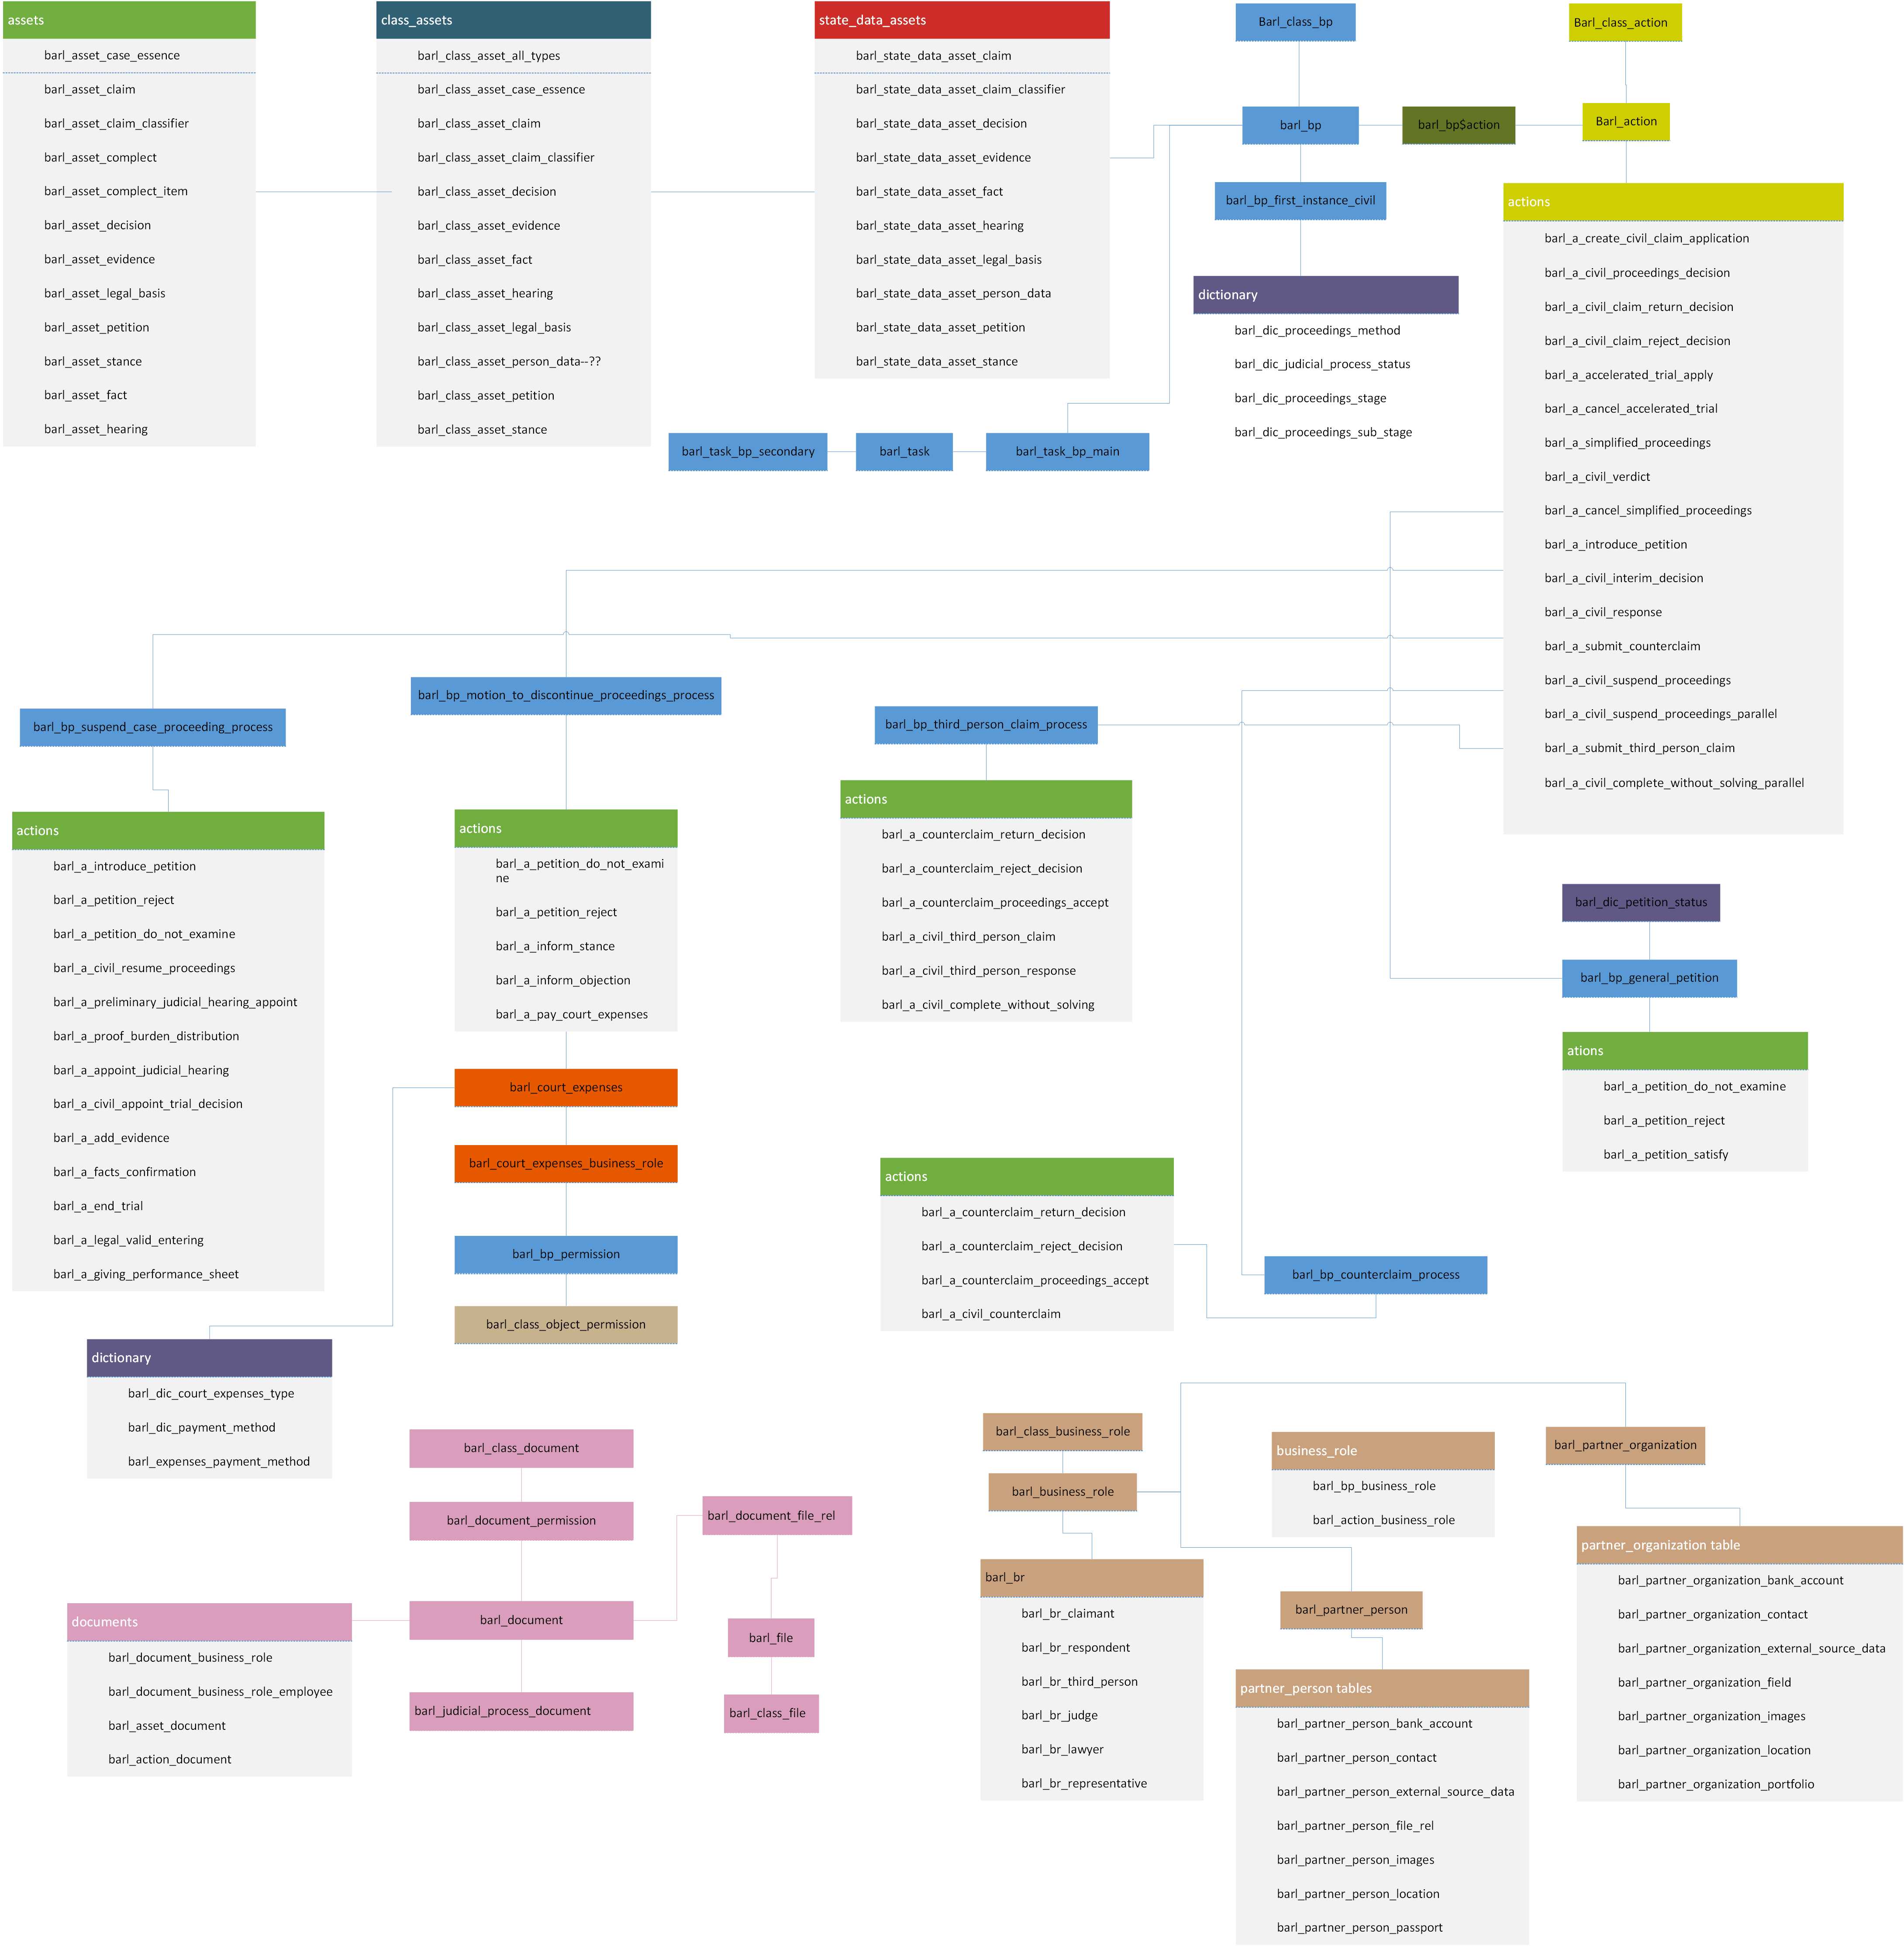 assets
barl_asset_case_essence
barl_asset_claim
barl_asset_claim_classifier
barl_asset_complect
barl_asset_complect_item
barl_asset_decision
barl_asset_evidence
barl_asset_legal_basis
barl_asset_petition
barl_asset_stance
barl_asset_fact
barl_asset_hearing
class_assets
barl_class_asset_all_types
barl_class_asset_case_essence
barl_class_asset_claim
barl_class_asset_claim_classifier
barl_class_asset_decision
barl_class_asset_evidence
barl_class_asset_fact
barl_class_asset_hearing
barl_class_asset_legal_basis
barl_class_asset_person_data--??
barl_class_asset_petition
barl_class_asset_stance
state_data_assets
barl_state_data_asset_claim
barl_state_data_asset_claim_classifier
barl_state_data_asset_decision
barl_state_data_asset_evidence
barl_state_data_asset_fact
barl_state_data_asset_hearing
barl_state_data_asset_legal_basis
barl_state_data_asset_person_data
barl_state_data_asset_petition
barl_state_data_asset_stance
Barl_class_bp
barl_bp
barl_bp$action
Barl_class_action
Barl_action
barl_bp_first_instance_civil
dictionary
barl_dic_proceedings_method
barl_dic_judicial_process_status
barl_dic_proceedings_stage
barl_dic_proceedings_sub_stage
barl_task_bp_secondary
barl_task
barl_task_bp_main
actions
barl_a_create_civil_claim_application
barl_a_civil_proceedings_decision
barl_a_civil_claim_return_decision
barl_a_civil_claim_reject_decision
barl_a_accelerated_trial_apply
barl_a_cancel_accelerated_trial
barl_a_simplified_proceedings
barl_a_civil_verdict
barl_a_cancel_simplified_proceedings
barl_a_introduce_petition
barl_a_civil_interim_decision
barl_a_civil_response
barl_a_submit_counterclaim
barl_a_civil_suspend_proceedings
barl_a_civil_suspend_proceedings_parallel
barl_a_submit_third_person_claim
barl_a_civil_complete_without_solving_parallel
barl_bp_suspend_case_proceeding_process
actions
barl_a_introduce_petition
barl_a_petition_reject
barl_a_petition_do_not_examine
barl_a_civil_resume_proceedings
barl_a_preliminary_judicial_hearing_appoint
barl_a_proof_burden_distribution
barl_a_appoint_judicial_hearing
barl_a_civil_appoint_trial_decision
barl_a_add_evidence
barl_a_facts_confirmation
barl_a_end_trial
barl_a_legal_valid_entering
barl_a_giving_performance_sheet
barl_bp_motion_to_discontinue_proceedings_process
actions
barl_a_petition_do_not_exami
ne
barl_a_petition_reject
barl_a_inform_stance
barl_a_inform_objection
barl_a_pay_court_expenses
barl_court_expenses
barl_court_expenses_business_role
barl_bp_permission
barl_class_object_permission
barl_bp_third_person_claim_process
actions
barl_a_counterclaim_return_decision
barl_a_counterclaim_reject_decision
barl_a_counterclaim_proceedings_accept
barl_a_civil_third_person_claim
barl_a_civil_third_person_response
barl_a_civil_complete_without_solving
barl_dic_petition_status
barl_bp_general_petition
ations
barl_a_petition_do_not_examine
barl_a_petition_reject
barl_a_petition_satisfy
actions
barl_a_counterclaim_return_decision
barl_a_counterclaim_reject_decision
barl_a_counterclaim_proceedings_accept
barl_a_civil_counterclaim
barl_bp_counterclaim_process
dictionary
barl_dic_court_expenses_type
barl_dic_payment_method
barl_expenses_payment_method
barl_class_document
barl_document_permission
barl_document_file_rel
barl_document
barl_file
barl_class_file
barl_judicial_process_document
documents
barl_document_business_role
barl_document_business_role_employee
barl_asset_document
barl_action_document
barl_class_business_role
barl_business_role
barl_br
barl_br_claimant
barl_br_respondent
barl_br_third_person
barl_br_judge
barl_br_lawyer
barl_br_representative
business_role
barl_bp_business_role
barl_action_business_role
barl_partner_person
partner_person tables
barl_partner_person_bank_account
barl_partner_person_contact
barl_partner_person_external_source_data
barl_partner_person_file_rel
barl_partner_person_images
barl_partner_person_location
barl_partner_person_passport
barl_partner_organization
partner_organization table
barl_partner_organization_bank_account
barl_partner_organization_contact
barl_partner_organization_external_source_data
barl_partner_organization_field
barl_partner_organization_images
barl_partner_organization_location
barl_partner_organization_portfolio